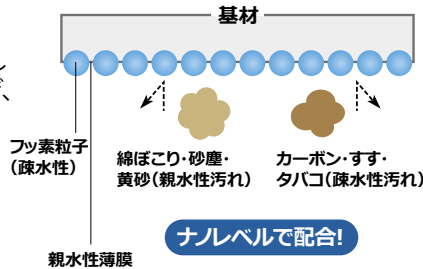 基材
フッ素粒子
(疎水性)
綿ぼこり・砂塵・
黄砂(親水性汚れ)
カーボン・すす・
タバコ(疎水性汚れ)
ナノレベルで配合!
親水性薄膜